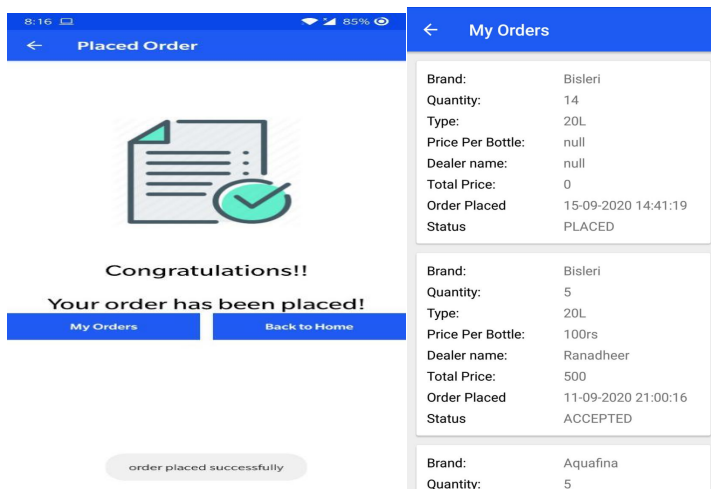 8:16
85%
Placed Order
Congratulations!!
Your order has been placed!
My Orders Back to Home
order placed successfully
My Orders
Brand: Bisleri
Quantity: 14
Type: 20L
Price Per Bottle: null
Dealer name: null
Total Price: 0
Order Placed 15-09-2020 14:41:19
Status PLACED
Brand: Bisleri
Quantity: 5
Type: 20L
Price Per Bottle: 100rs
Dealer name: Ranadheer
Total Price: 500
Order Placed 11-09-2020 21:00:16
Status ACCEPTED
Brand: Aquafina
Quantity: 5